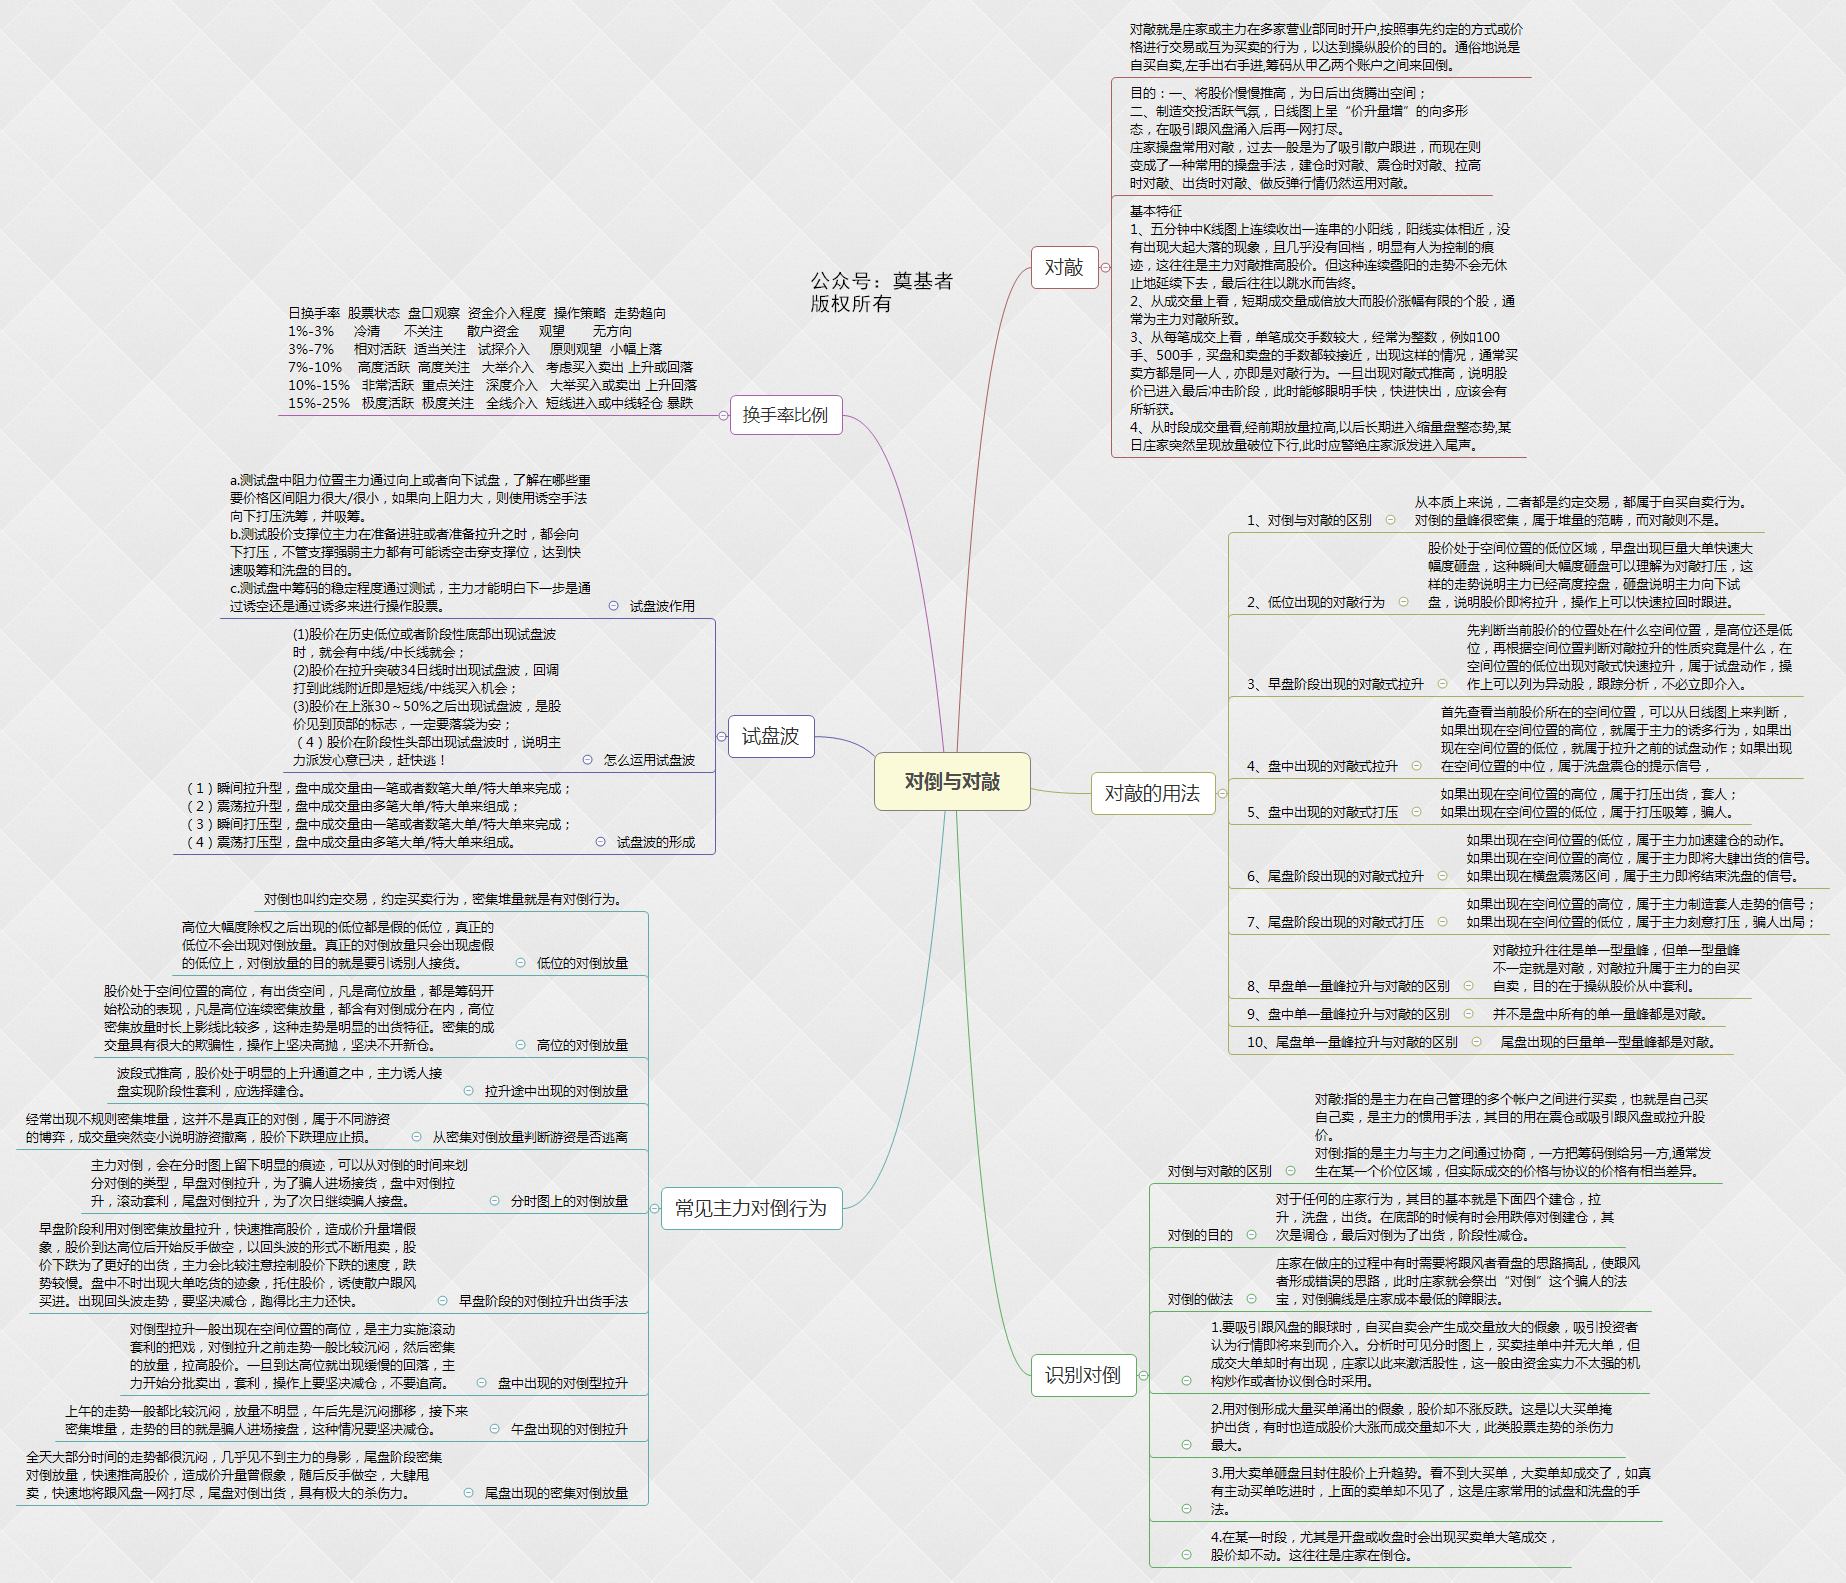 对倒与对敲
公众号：奠基者
版权所有
对敲
对敲就是庄家或主力在多家营业部同时开户,按照事先约定的方式或价
格进行交易或互为买卖的行为，以达到操纵股价的目的。通俗地说是
自买自卖,左手出右手进,筹码从甲乙两个账户之间来回倒。
目的：一、将股价慢慢推高，为日后出货腾出空间；
二、制造交投活跃气氛，日线图上呈“价升量增”的向多形
态，在吸引跟风盘涌入后再一网打尽。
庄家操盘常用对敲，过去一般是为了吸引散户跟进，而现在则
变成了一种常用的操盘手法，建仓时对敲、震仓时对敲、拉高
时对敲、出货时对敲、做反弹行情仍然运用对敲。
基本特征
1、五分钟中K线图上连续收出一连串的小阳线，阳线实体相近，没
有出现大起大落的现象，且几乎没有回档，明显有人为控制的痕
迹，这往往是主力对敲推高股价。但这种连续叠阳的走势不会无休
止地延续下去，最后往往以跳水而告终。
2、从成交量上看，短期成交量成倍放大而股价涨幅有限的个股，通
常为主力对敲所致。
3、从每笔成交上看，单笔成交手数较大，经常为整数，例如100
手、500手，买盘和卖盘的手数都较接近，出现这样的情况，通常买
卖方都是同一人，亦即是对敲行为。一旦出现对敲式推高，说明股
价已进入最后冲击阶段，此时能够眼明手快，快进快出，应该会有
所斩获。
4、从时段成交量看,经前期放量拉高,以后长期进入缩量盘整态势,某
日庄家突然呈现放量破位下行,此时应警绝庄家派发进入尾声。
对敲的用法
1、对倒与对敲的区别
从本质上来说，二者都是约定交易，都属于自买自卖行为。
对倒的量峰很密集，属于堆量的范畴，而对敲则不是。
2、低位出现的对敲行为
股价处于空间位置的低位区域，早盘出现巨量大单快速大
幅度砸盘，这种瞬间大幅度砸盘可以理解为对敲打压，这
样的走势说明主力已经高度控盘，砸盘说明主力向下试
盘，说明股价即将拉升，操作上可以快速拉回时跟进。
3、早盘阶段出现的对敲式拉升
先判断当前股价的位置处在什么空间位置，是高位还是低
位，再根据空间位置判断对敲拉升的性质究竟是什么，在
空间位置的低位出现对敲式快速拉升，属于试盘动作，操
作上可以列为异动股，跟踪分析，不必立即介入。
4、盘中出现的对敲式拉升
首先查看当前股价所在的空间位置，可以从日线图上来判断，
如果出现在空间位置的高位，就属于主力的诱多行为，如果出
现在空间位置的低位，就属于拉升之前的试盘动作；如果出现
在空间位置的中位，属于洗盘震仓的提示信号，
5、盘中出现的对敲式打压
如果出现在空间位置的高位，属于打压出货，套人；
如果出现在空间位置的低位，属于打压吸筹，骗人。
6、尾盘阶段出现的对敲式拉升
如果出现在空间位置的低位，属于主力加速建仓的动作。
如果出现在空间位置的高位，属于主力即将大肆出货的信号。
如果出现在横盘震荡区间，属于主力即将结束洗盘的信号。
7、尾盘阶段出现的对敲式打压
如果出现在空间位置的高位，属于主力制造套人走势的信号；
如果出现在空间位置的低位，属于主力刻意打压，骗人出局；
8、早盘单一量峰拉升与对敲的区别
对敲拉升往往是单一型量峰，但单一型量峰
不一定就是对敲，对敲拉升属于主力的自买
自卖，目的在于操纵股价从中套利。
9、盘中单一量峰拉升与对敲的区别
并不是盘中所有的单一量峰都是对敲。
10、尾盘单一量峰拉升与对敲的区别
尾盘出现的巨量单一型量峰都是对敲。
识别对倒
对倒与对敲的区别
对敲:指的是主力在自己管理的多个帐户之间进行买卖，也就是自己买
自己卖，是主力的惯用手法，其目的用在震仓或吸引跟风盘或拉升股
价。
对倒:指的是主力与主力之间通过协商，一方把筹码倒给另一方,通常发
生在某一个价位区域，但实际成交的价格与协议的价格有相当差异。
对倒的目的
对于任何的庄家行为，其目的基本就是下面四个建仓，拉
升，洗盘，出货。在底部的时候有时会用跌停对倒建仓，其
次是调仓，最后对倒为了出货，阶段性减仓。
对倒的做法
庄家在做庄的过程中有时需要将跟风者看盘的思路搞乱，使跟风
者形成错误的思路，此时庄家就会祭出“对倒”这个骗人的法
宝，对倒骗线是庄家成本最低的障眼法。
1.要吸引跟风盘的眼球时，自买自卖会产生成交量放大的假象，吸引投资者
认为行情即将来到而介入。分析时可见分时图上，买卖挂单中并无大单，但
成交大单却时有出现，庄家以此来激活股性，这一般由资金实力不太强的机
构炒作或者协议倒仓时采用。
2.用对倒形成大量买单涌出的假象，股价却不涨反跌。这是以大买单掩
护出货，有时也造成股价大涨而成交量却不大，此类股票走势的杀伤力
最大。
3.用大卖单砸盘且封住股价上升趋势。看不到大买单，大卖单却成交了，如真
有主动买单吃进时，上面的卖单却不见了，这是庄家常用的试盘和洗盘的手
法。
4.在某一时段，尤其是开盘或收盘时会出现买卖单大笔成交，
股价却不动。这往往是庄家在倒仓。
换手率比例
日换手率 股票状态 盘口观察 资金介入程度 操作策略 走势趋向
1%-3% 冷清 不关注 散户资金 观望 无方向
3%-7% 相对活跃 适当关注 试探介入 原则观望 小幅上落
7%-10% 高度活跃 高度关注 大举介入 考虑买入卖出 上升或回落
10%-15% 非常活跃 重点关注 深度介入 大举买入或卖出 上升回落
15%-25% 极度活跃 极度关注 全线介入 短线进入或中线轻仓 暴跌
试盘波
a.测试盘中阻力位置主力通过向上或者向下试盘，了解在哪些重
要价格区间阻力很大/很小，如果向上阻力大，则使用诱空手法
向下打压洗筹，并吸筹。
b.测试股价支撑位主力在准备进驻或者准备拉升之时，都会向
下打压，不管支撑强弱主力都有可能诱空击穿支撑位，达到快
速吸筹和洗盘的目的。
c.测试盘中筹码的稳定程度通过测试，主力才能明白下一步是通
过诱空还是通过诱多来进行操作股票。
试盘波作用
(1)股价在历史低位或者阶段性底部出现试盘波
时，就会有中线/中长线就会；
(2)股价在拉升突破34日线时出现试盘波，回调
打到此线附近即是短线/中线买入机会；
(3)股价在上涨30～50%之后出现试盘波，是股
价见到顶部的标志，一定要落袋为安；
（4）股价在阶段性头部出现试盘波时，说明主
力派发心意已决，赶快逃！
怎么运用试盘波
（1）瞬间拉升型，盘中成交量由一笔或者数笔大单/特大单来完成；
（2）震荡拉升型，盘中成交量由多笔大单/特大单来组成；
（3）瞬间打压型，盘中成交量由一笔或者数笔大单/特大单来完成；
（4）震荡打压型，盘中成交量由多笔大单/特大单来组成。
试盘波的形成
常见主力对倒行为
对倒也叫约定交易，约定买卖行为，密集堆量就是有对倒行为。
高位大幅度除权之后出现的低位都是假的低位，真正的
低位不会出现对倒放量。真正的对倒放量只会出现虚假
的低位上，对倒放量的目的就是要引诱别人接货。
低位的对倒放量
股价处于空间位置的高位，有出货空间，凡是高位放量，都是筹码开
始松动的表现，凡是高位连续密集放量，都含有对倒成分在内，高位
密集放量时长上影线比较多，这种走势是明显的出货特征。密集的成
交量具有很大的欺骗性，操作上坚决高抛，坚决不开新仓。
高位的对倒放量
波段式推高，股价处于明显的上升通道之中，主力诱人接
盘实现阶段性套利，应选择建仓。
拉升途中出现的对倒放量
经常出现不规则密集堆量，这并不是真正的对倒，属于不同游资
的博弈，成交量突然变小说明游资撤离，股价下跌理应止损。
从密集对倒放量判断游资是否逃离
主力对倒，会在分时图上留下明显的痕迹，可以从对倒的时间来划
分对倒的类型，早盘对倒拉升，为了骗人进场接货，盘中对倒拉
升，滚动套利，尾盘对倒拉升，为了次日继续骗人接盘。
分时图上的对倒放量
早盘阶段利用对倒密集放量拉升，快速推高股价，造成价升量增假
象，股价到达高位后开始反手做空，以回头波的形式不断甩卖，股
价下跌为了更好的出货，主力会比较注意控制股价下跌的速度，跌
势较慢。盘中不时出现大单吃货的迹象，托住股价，诱使散户跟风
买进。出现回头波走势，要坚决减仓，跑得比主力还快。
早盘阶段的对倒拉升出货手法
对倒型拉升一般出现在空间位置的高位，是主力实施滚动
套利的把戏，对倒拉升之前走势一般比较沉闷，然后密集
的放量，拉高股价。一旦到达高位就出现缓慢的回落，主
力开始分批卖出，套利，操作上要坚决减仓，不要追高。
盘中出现的对倒型拉升
上午的走势一般都比较沉闷，放量不明显，午后先是沉闷挪移，接下来
密集堆量，走势的目的就是骗人进场接盘，这种情况要坚决减仓。
午盘出现的对倒拉升
全天大部分时间的走势都很沉闷，几乎见不到主力的身影，尾盘阶段密集
对倒放量，快速推高股价，造成价升量曾假象，随后反手做空，大肆甩
卖，快速地将跟风盘一网打尽，尾盘对倒出货，具有极大的杀伤力。
尾盘出现的密集对倒放量